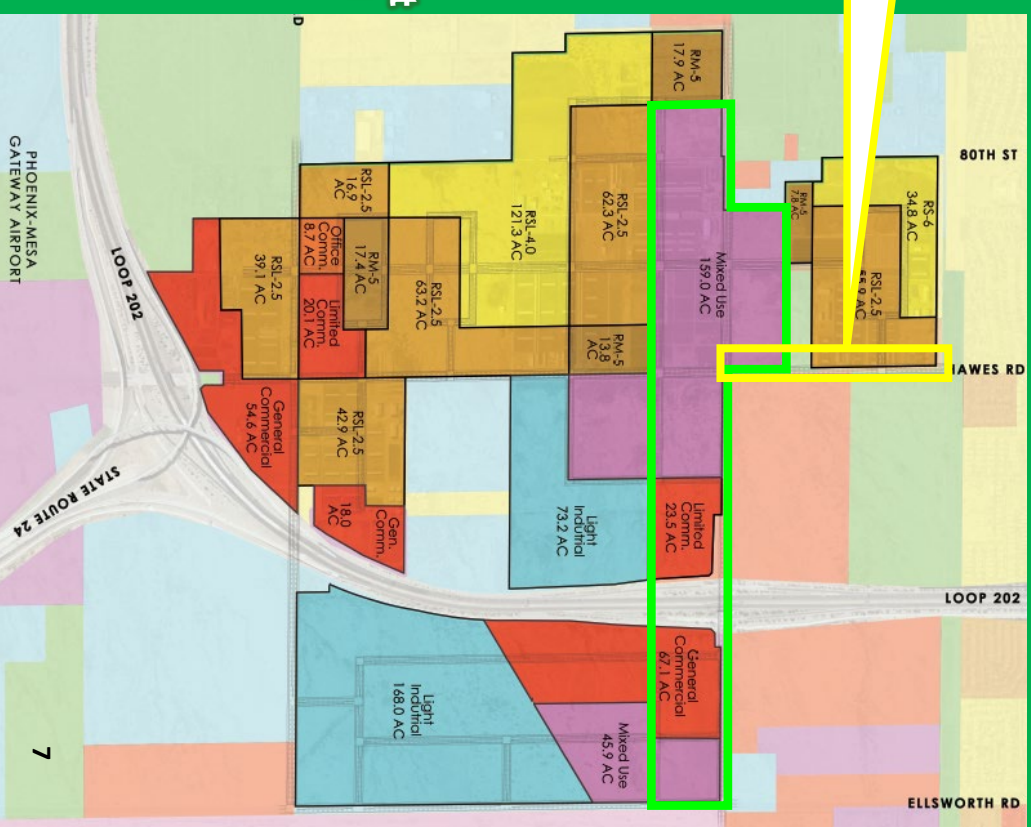 80TH ST
RM-5
17.9 AC
RS-6
34.8 AC
RM-5
7.8 AC
RSL-2.5
RSL-2.5
62.3 AC
RSL-2.5
16.9
AC
RSL-4.0
121.3 AC
Mixed Use
159.0 AC
Office
Comm.
8.7 AC
RM-5
17.4 AC
RSL-2.5
39.1 AC
RSL-2.5
63.2 AC
Limited
Comm.
20.1 AC
RM-5
13.8
AC
PHOENIX-MESA
GATEWAY AIRPORT
LOOP 202
HAWES RD
General
Commercial
54.6 AC
RSL-2.5
42.9 AC
STATE ROUTE 24
Gen.
Comm.
18.0
AC
Light
Indutrial
73.2 AC
Limited
Comm.
23.5 AC
LOOP 202
General
Commercial
67.1 AC
Light
Indutrial
168.0 AC
Mixed Use
45.9 AC
7
ELLSWORTH RD